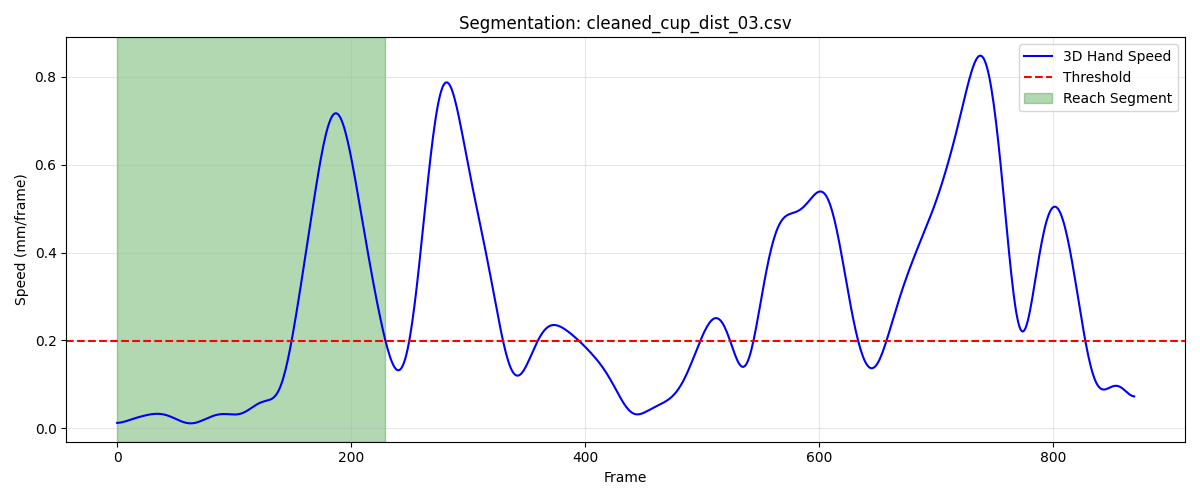 Segmentation: cleaned_cup_dist_03.csv
3D Hand Speed
Threshold
Reach Segment
Speed (mm/frame)
0.8
0.6
0.4
0.2
0.0
0 200 400 600 800
Frame